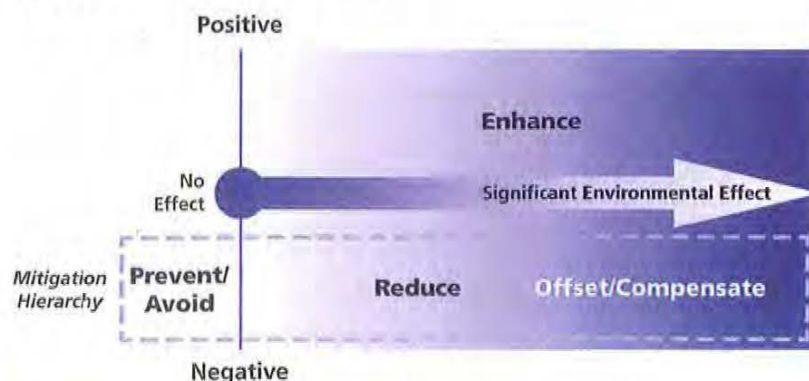 Positive
Enhance
No
Effect
Significant Environmental Effect
Mitigation
Hierarchy
Prevent/
Avoid
Reduce
Offset/Compensate
Negative